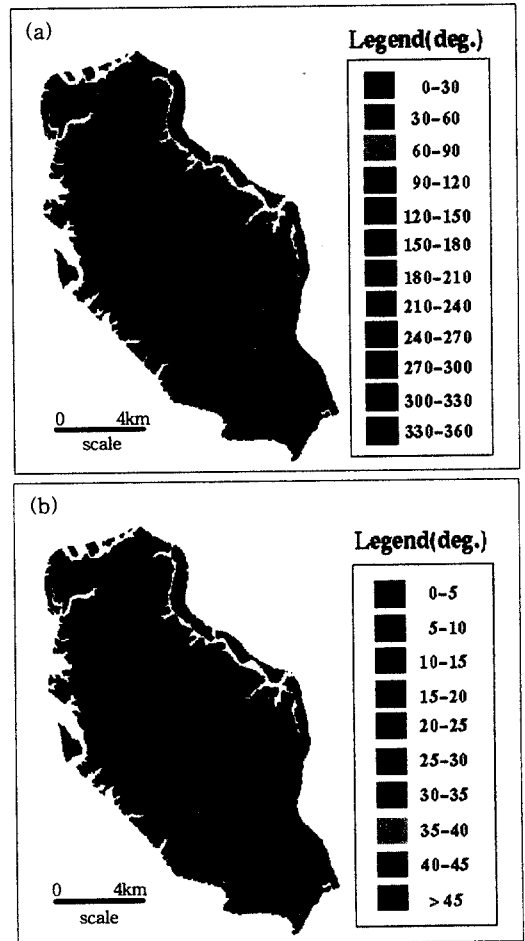 (a)
Legend(deg.)
0-30
30-60
60-90
90-120
120-150
150-180
180-210
210-240
240-270
270-300
300-330
330-360
0 4km
scale
(b)
Legend(deg.)
0-5
5-10
10-15
15-20
20-25
25-30
30-35
35-40
40-45
>45
0 4km
scale